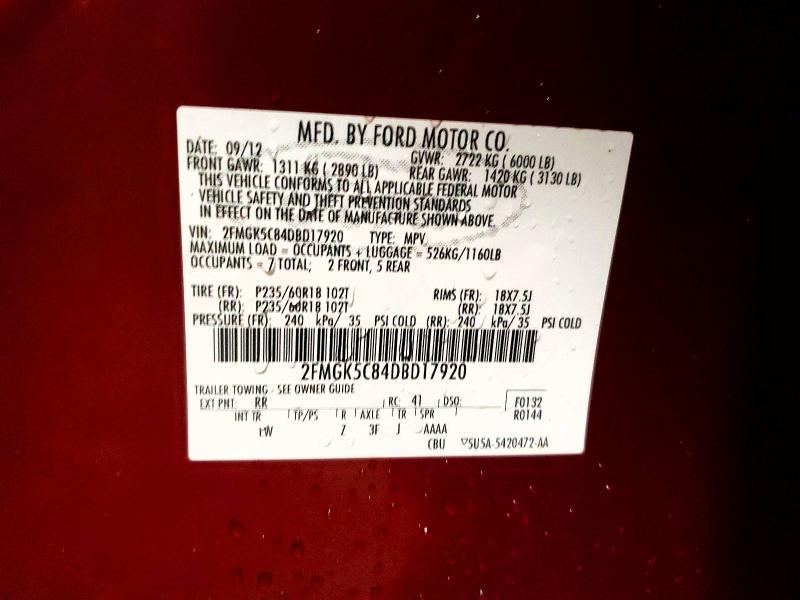 MFD. BY FORD MOTOR CO.
DATE: 09/12 GVWR: 2722 KG ( 6000 LB)
FRONT GAWR: 1311 KG ( 2890 LB) REAR GAWR: 1420 KG ( 3130 LB)
THIS VEHICLE CONFORMS TO ALL APPLICABLE FEDERAL MOTOR
VEHICLE SAFETY AND THEFT PREVENTION STANDARDS
IN EFFECT ON THE DATE OF MANUFACTURE SHOWN ABOVE.
VIN: 2FMGK5C84DBD17920 TYPE: MPV
MAXIMUM LOAD = OCCUPANTS + LUGGAGE = 526KG/1160LB
OCCUPANTS = 7 TOTAL; 2 FRONT, 5 REAR
TIRE (FR): P235/60R18 102T RIMS (FR): 18X7.5J
(RR): P235/60R18 102T (RR): 18X7.5J
PRESSURE (FR): 240 kPa/ 35 PSI COLD (RR): 240 kPa/ 35 PSI COLD
2FMGK5C84DBD17920
TRAILER TOWING - SEE OWNER GUIDE
EXT PNT: RR RC: 41 DSO: F0132
INT TR TP/PS R AXLE TR SPR R0144
MW Z 3F J AAAA
CBU 5U5A-5420472-AA